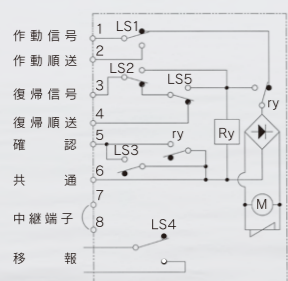 作動信号 1 LS1
作動順送 2
LS2
復帰信号 3 LS5
ry
復帰順送 4
Ry
確認 5 ry
LS3
共通 6
7
M
中継端子
8 LS4
移報